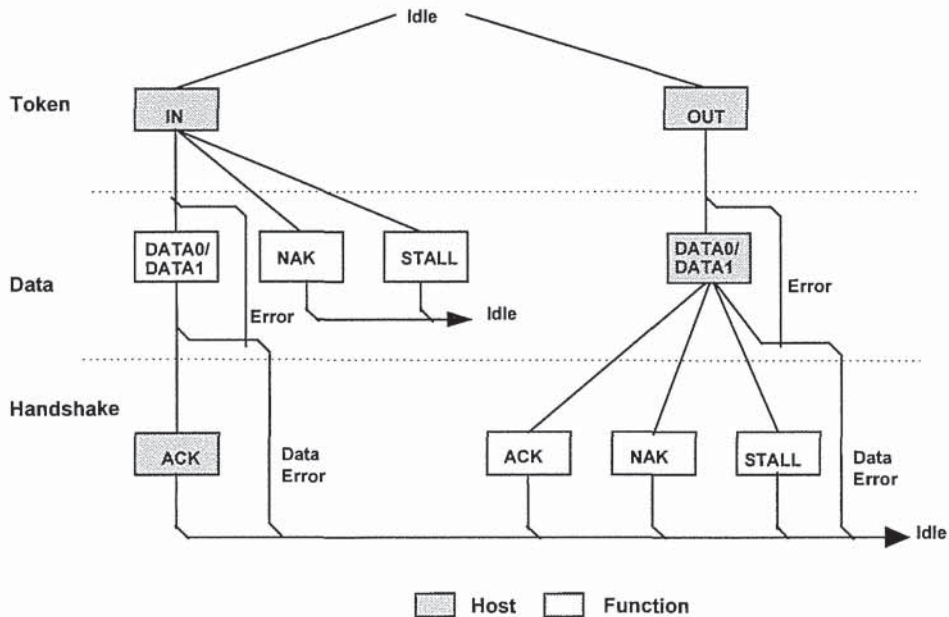 Idle
Token
IN
OUT
DATA0/
DATA1
NAK
STALL
DATA0/
DATA1
Data
Error
Idle
Error
Handshake
ACK
Data
Error
ACK
NAK
STALL
Data
Error
Idle
Host
Function